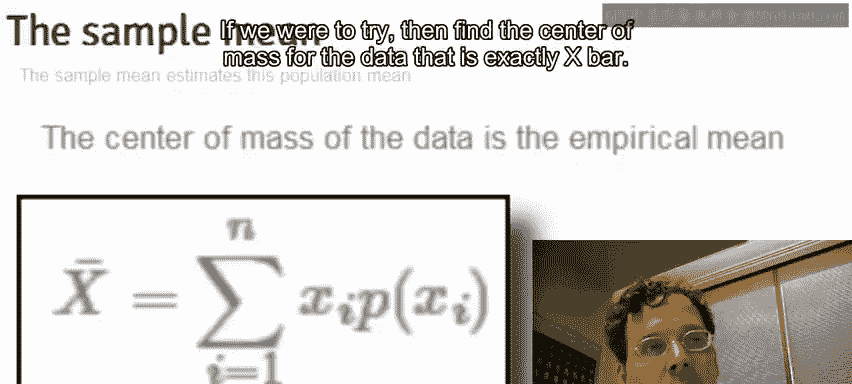 The sample mean
If we were to try, then find the center of
mass for the data that is exactly X bar.
The sample mean estimates this population mean
The center of mass of the data is the empirical mean
X̄ = ∑ⁿᵢ₌₁ xᵢp(xᵢ)